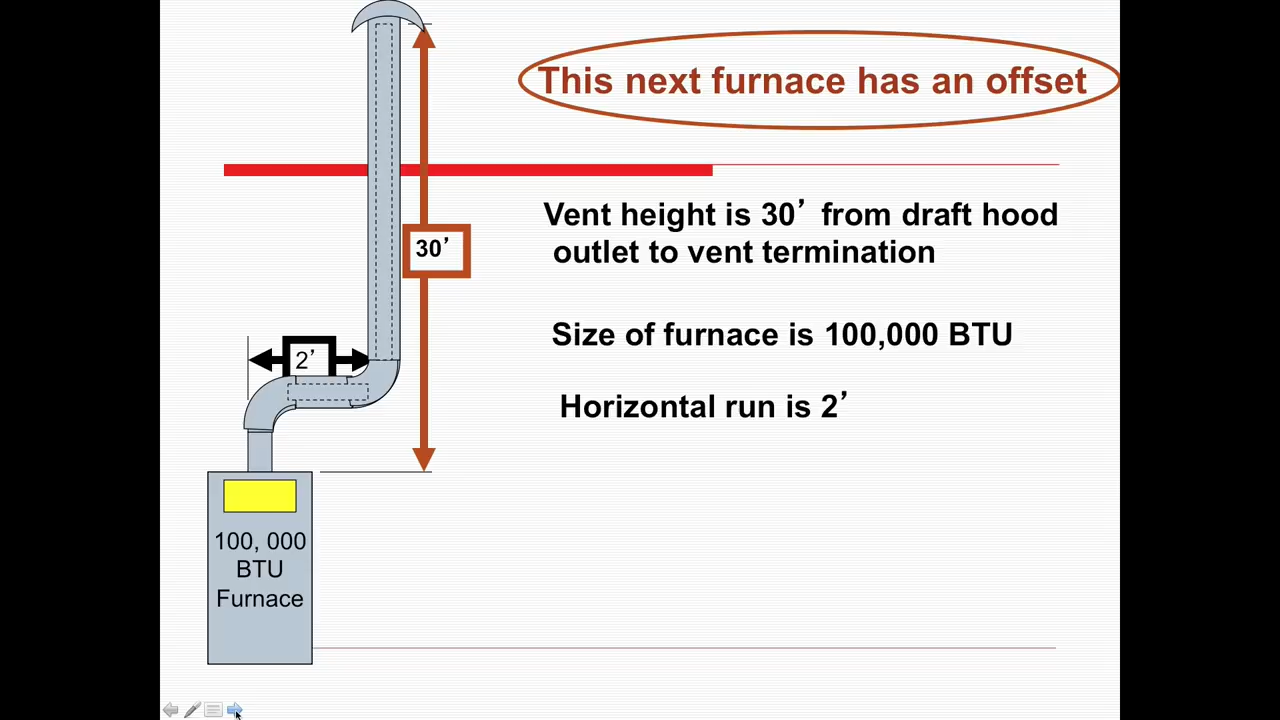 This next furnace has an offset
Vent height is 30’ from draft hood
outlet to vent termination
30’
Size of furnace is 100,000 BTU
2’
Horizontal run is 2’
100, 000
BTU
Furnace